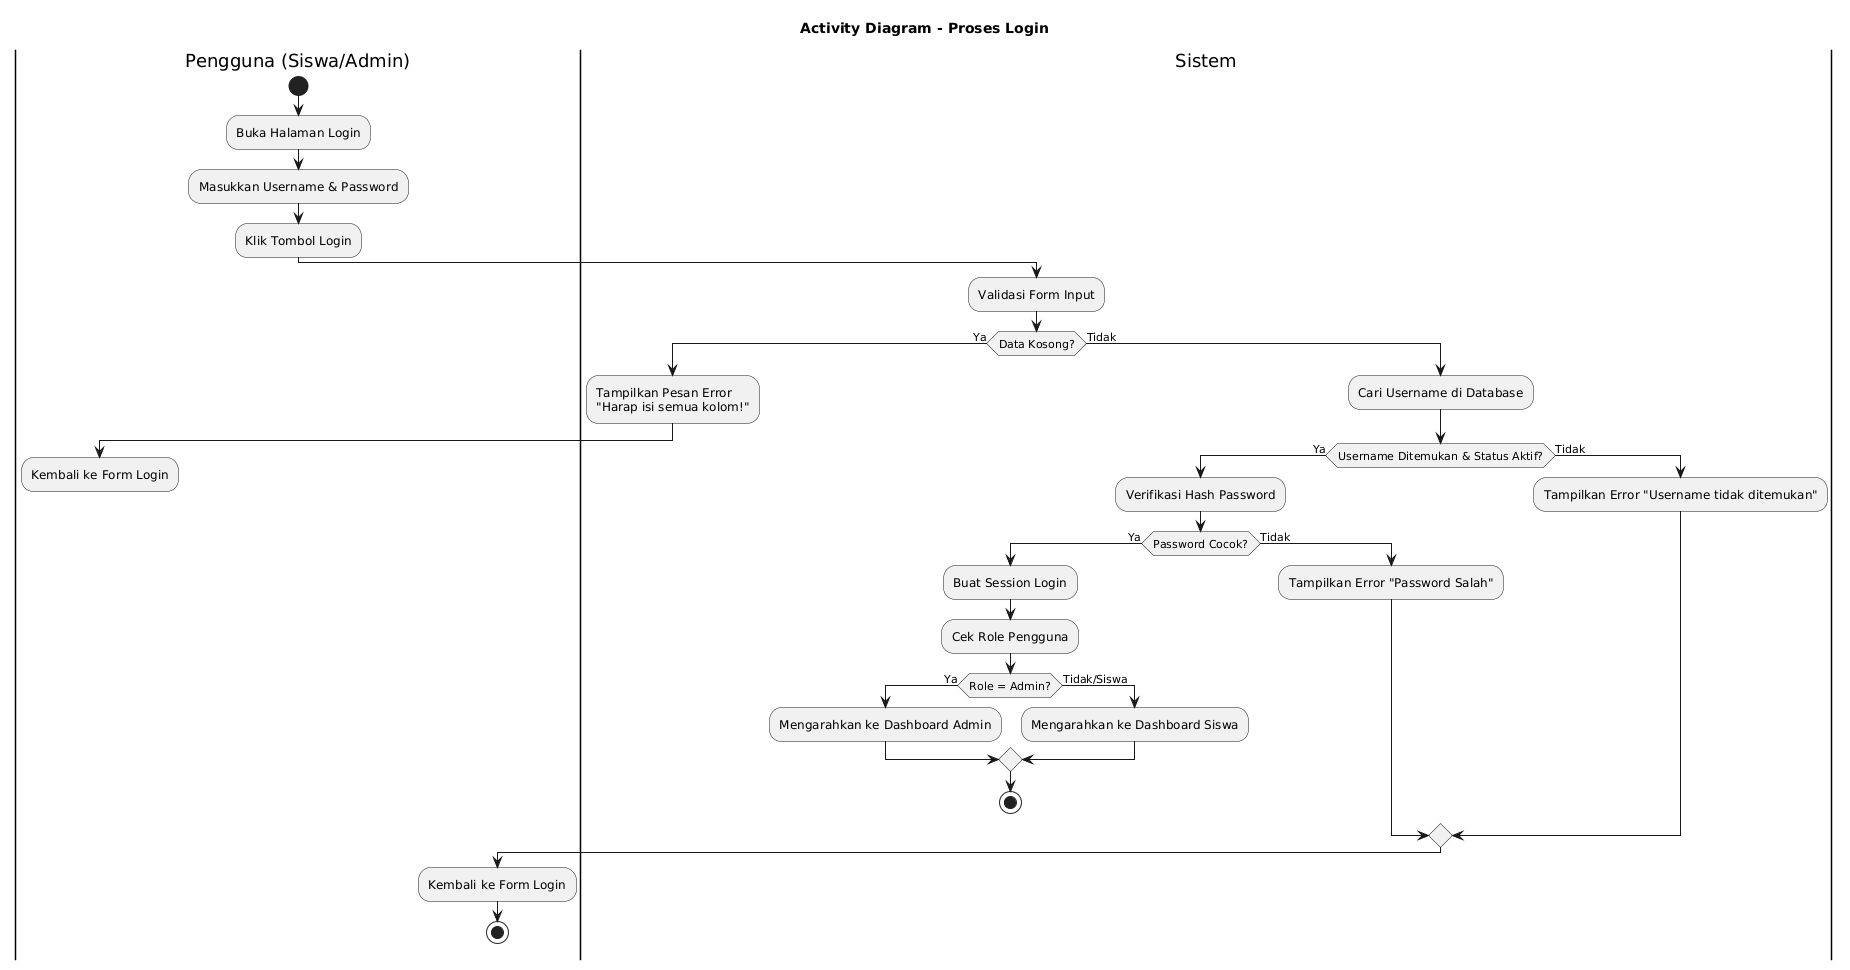 Activity Diagram - Proses Login
Pengguna (Siswa/Admin)
Sistem
Buka Halaman Login
Masukkan Username & Password
Klik Tombol Login
Validasi Form Input
Ya
Data Kosong?
Tidak
Tampilkan Pesan Error
"Harap isi semua kolom!"
Cari Username di Database
Kembali ke Form Login
Ya
Username Ditemukan & Status Aktif?
Tidak
Verifikasi Hash Password
Tampilkan Error "Username tidak ditemukan"
Ya
Password Cocok?
Tidak
Buat Session Login
Tampilkan Error "Password Salah"
Cek Role Pengguna
Ya
Role = Admin?
Tidak/Siswa
Mengarahkan ke Dashboard Admin
Mengarahkan ke Dashboard Siswa
Kembali ke Form Login